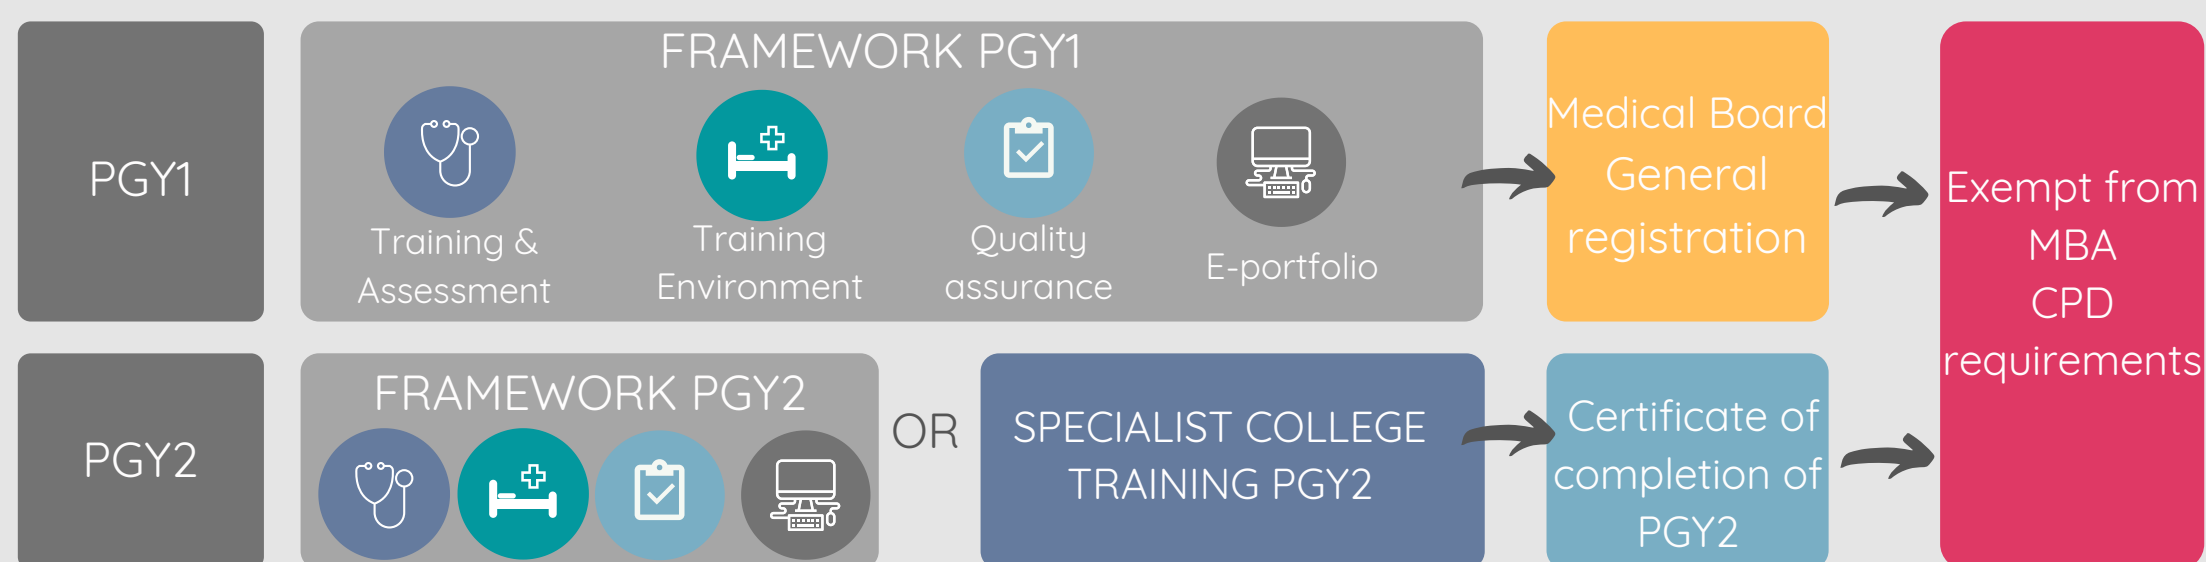 PGY1
FRAMEWORK PGY1
Training &
Assessment
Training
Environment
Quality
assurance
E-portfolio
Medical Board
General
registration
Exempt from
MBA
CPD
requirements
PGY2
FRAMEWORK PGY2
OR
SPECIALIST COLLEGE
TRAINING PGY2
Certificate of
completion of
PGY2